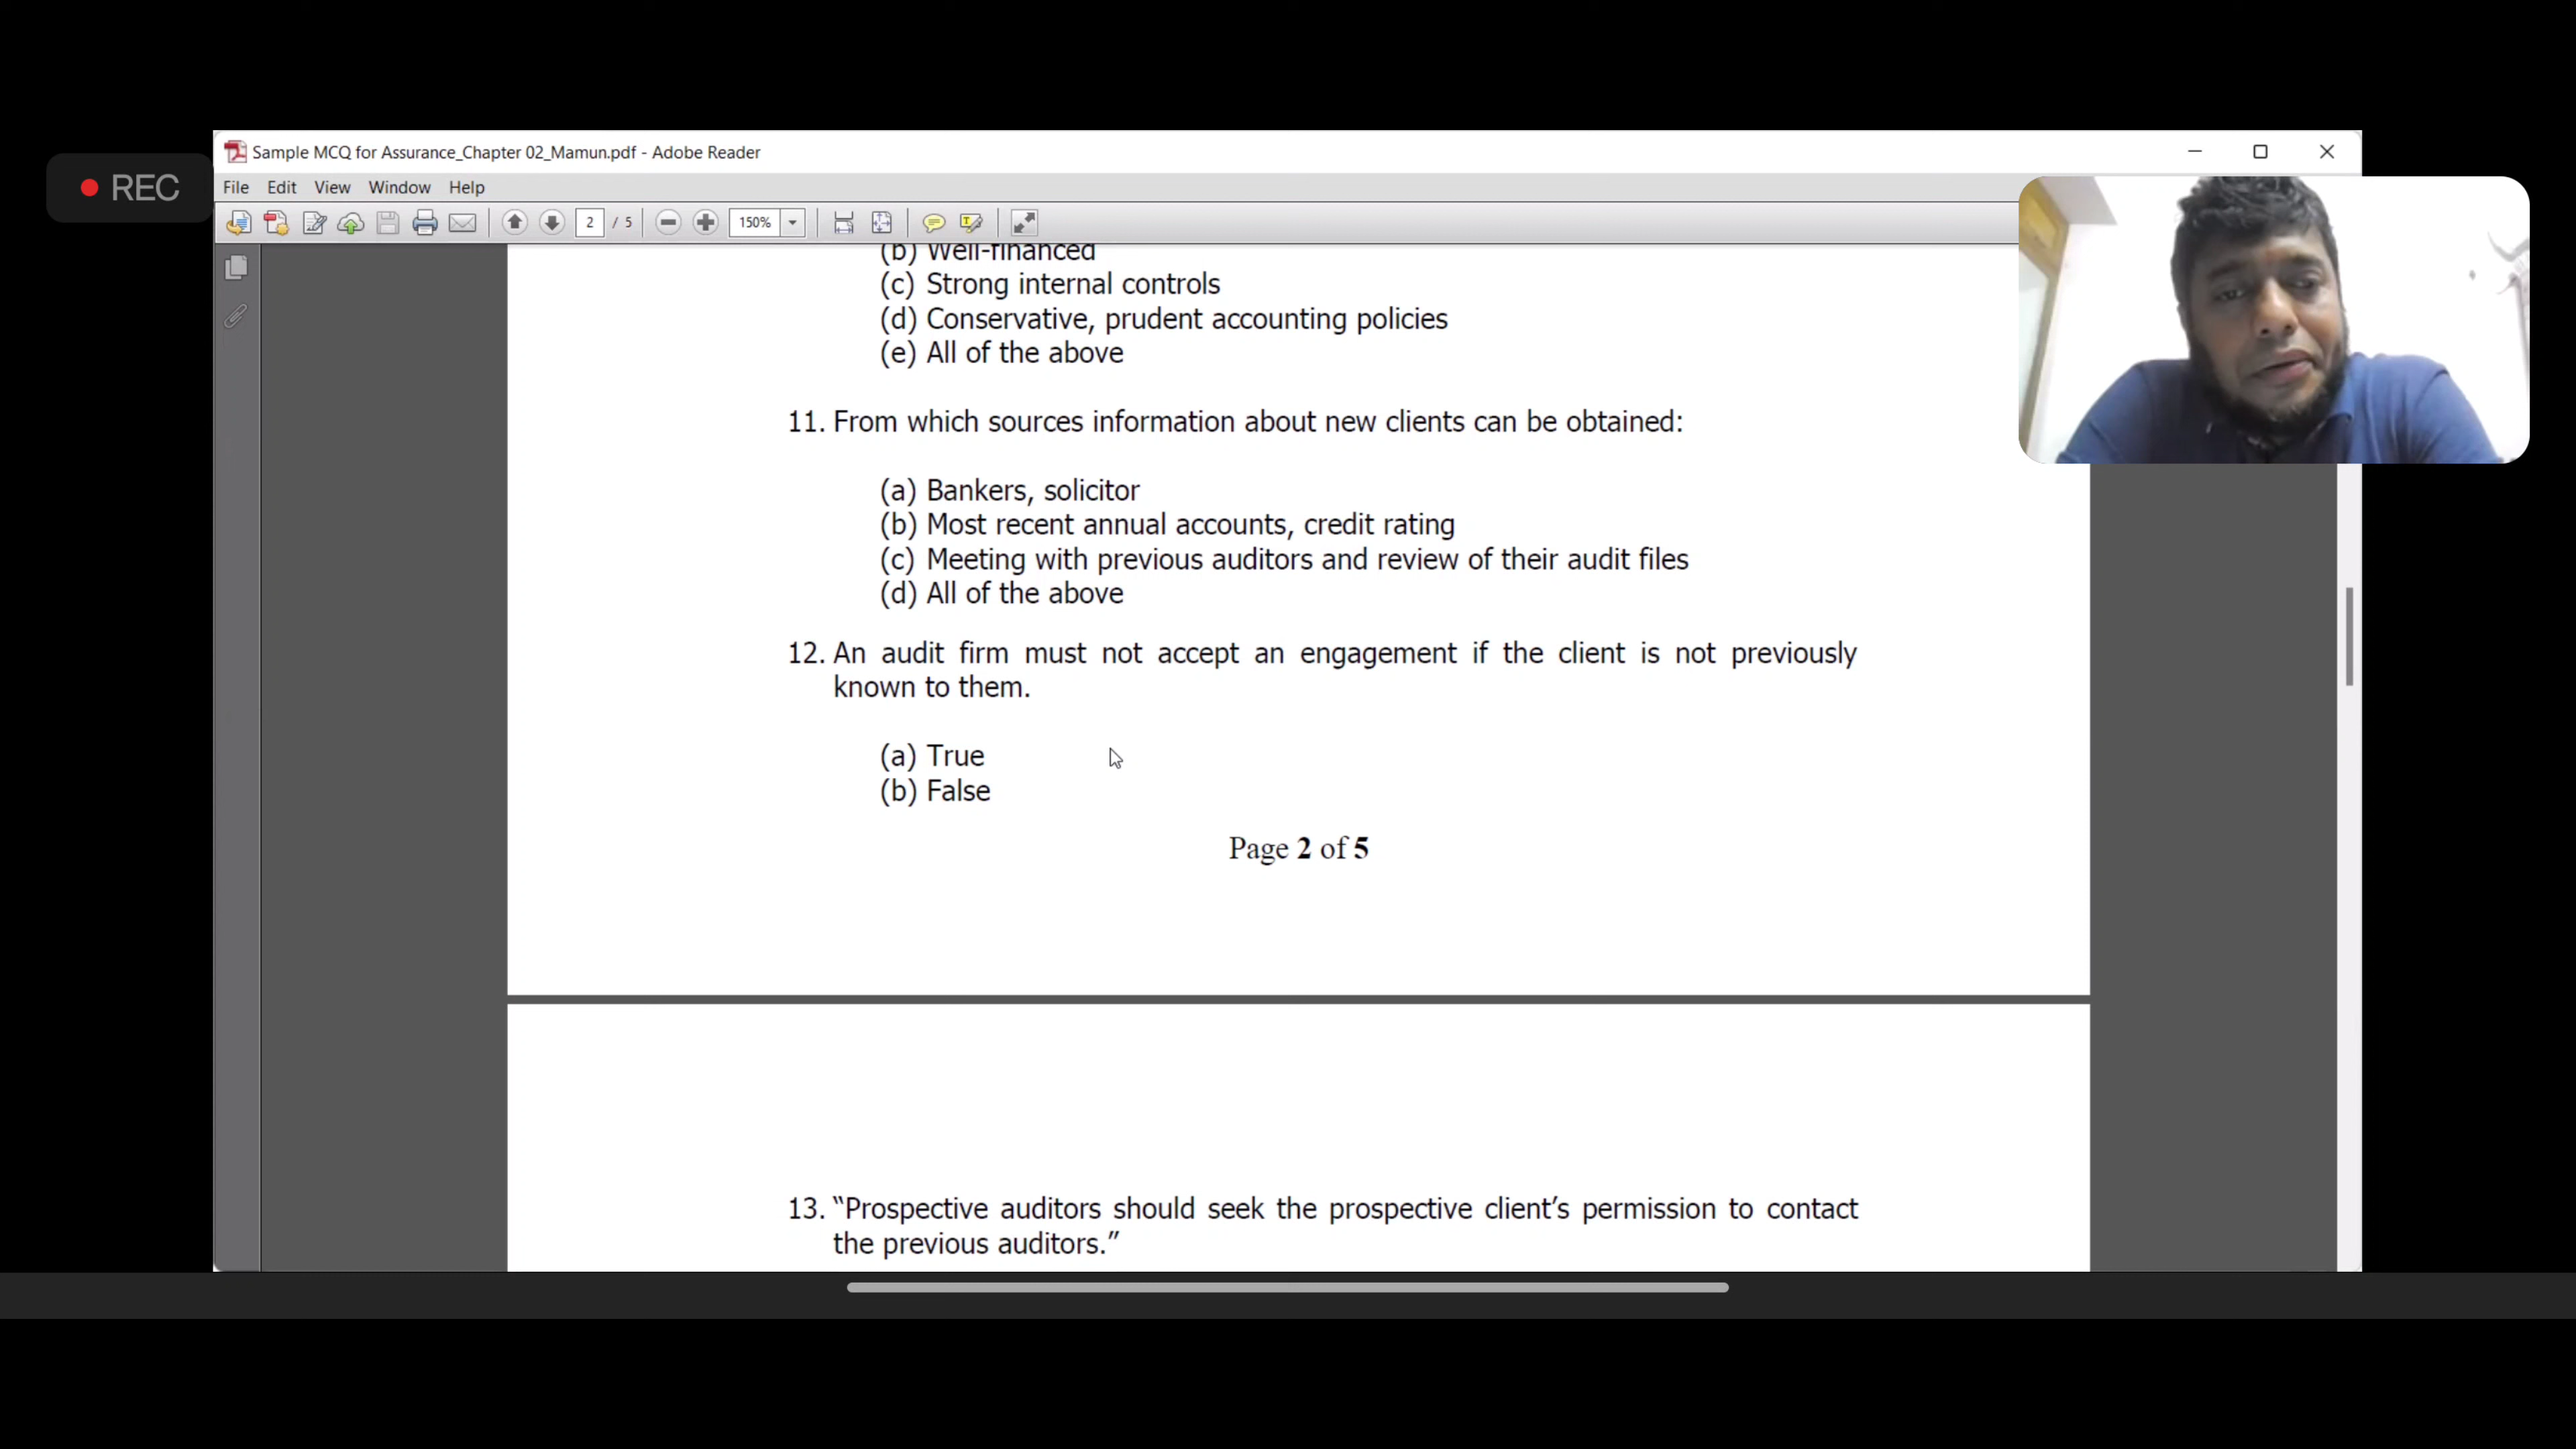 Sample MCQ for Assurance_Chapter 02_Mamun.pdf - Adobe Reader
REC
File Edit View Window Help
2 / 5 150%
(b) Well-financed
(c) Strong internal controls
(d) Conservative, prudent accounting policies
(e) All of the above
11. From which sources information about new clients can be obtained:
(a) Bankers, solicitor
(b) Most recent annual accounts, credit rating
(c) Meeting with previous auditors and review of their audit files
(d) All of the above
12. An audit firm must not accept an engagement if the client is not previously
known to them.
(a) True
(b) False
Page 2 of 5
13. “Prospective auditors should seek the prospective client’s permission to contact
the previous auditors.”